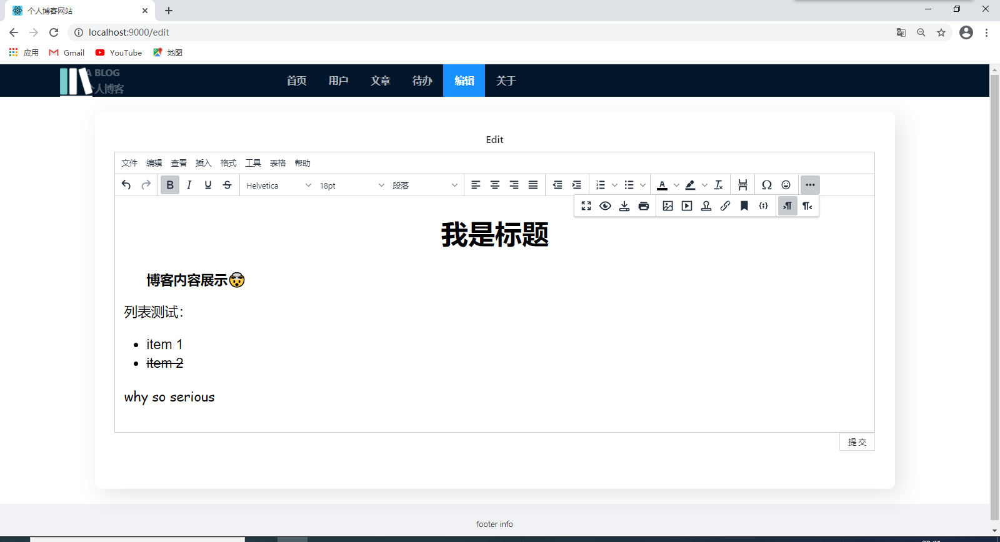 个人博客网站
localhost:9000/edit
应用 Gmail YouTube 地图
A BLOG
个人博客
首页 用户 文章 待办 编辑 关于
Edit
文件 编辑 查看 插入 格式 工具 表格 帮助
Helvetica 18pt 段落
我是标题
博客内容展示🤯
列表测试：
• item 1
• item 2
why so serious
提 交
footer info